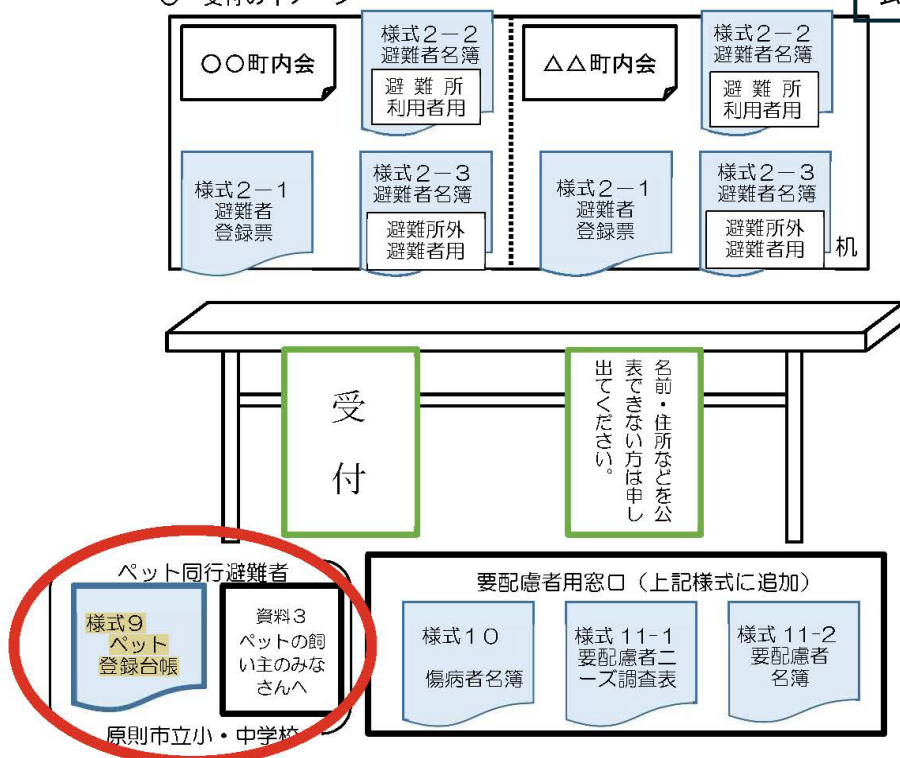 ○ 受付のイメージ
○○町内会
様式2-2
避難者名簿
避難所
利用者用
△△町内会
様式2-2
避難者名簿
避難所
利用者用
様式2-1
避難者
登録票
様式2-3
避難者名簿
避難所外
避難者用
様式2-1
避難者
登録票
様式2-3
避難者名簿
避難所外
避難者用
机
受付
名前・住所などを公
表できない方は申し
出てください。
ペット同行避難者
様式9
ペット
登録台帳
資料3
ペットの飼
い主のみな
さんへ
原則市立小・中学校
要配慮者用窓口(上記様式に追加)
様式10
傷病者名簿
様式 11-1
要配慮者ニ
ーズ調査表
様式 11-2
要配慮者
名簿